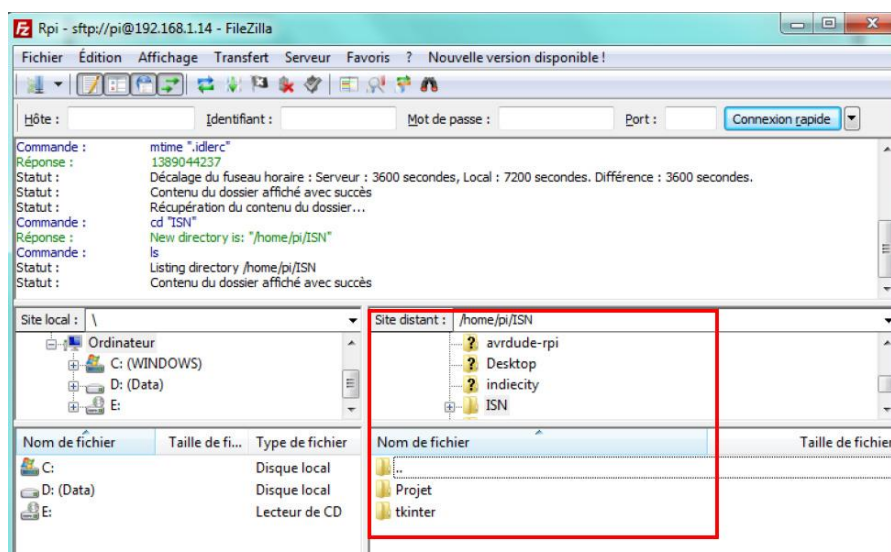 Rpi - sftp://pi@192.168.1.14 - FileZilla
Fichier Édition Affichage Transfert Serveur Favoris ? Nouvelle version disponible !
Hôte : Identifiant : Mot de passe : Port : Connexion rapide
Commande : mtime ".idlerc"
Réponse : 1389044237
Statut : Décalage du fuseau horaire : Serveur : 3600 secondes, Local : 7200 secondes. Différence : 3600 secondes.
Statut : Contenu du dossier affiché avec succès
Statut : Récupération du contenu du dossier...
Commande : cd "ISN"
Réponse : New directory is: "/home/pi/ISN"
Commande : ls
Statut : Listing directory /home/pi/ISN
Statut : Contenu du dossier affiché avec succès
Site local : \
Ordinateur
C: (WINDOWS)
D: (Data)
E:
Nom de fichier Taille de fi... Type de fichier
C: Disque local
D: (Data) Disque local
E: Lecteur de CD
Site distant : /home/pi/ISN
? avrdude-rpi
? Desktop
? indiecity
ISN
Nom de fichier Taille de fichier
..
Projet
tkinter